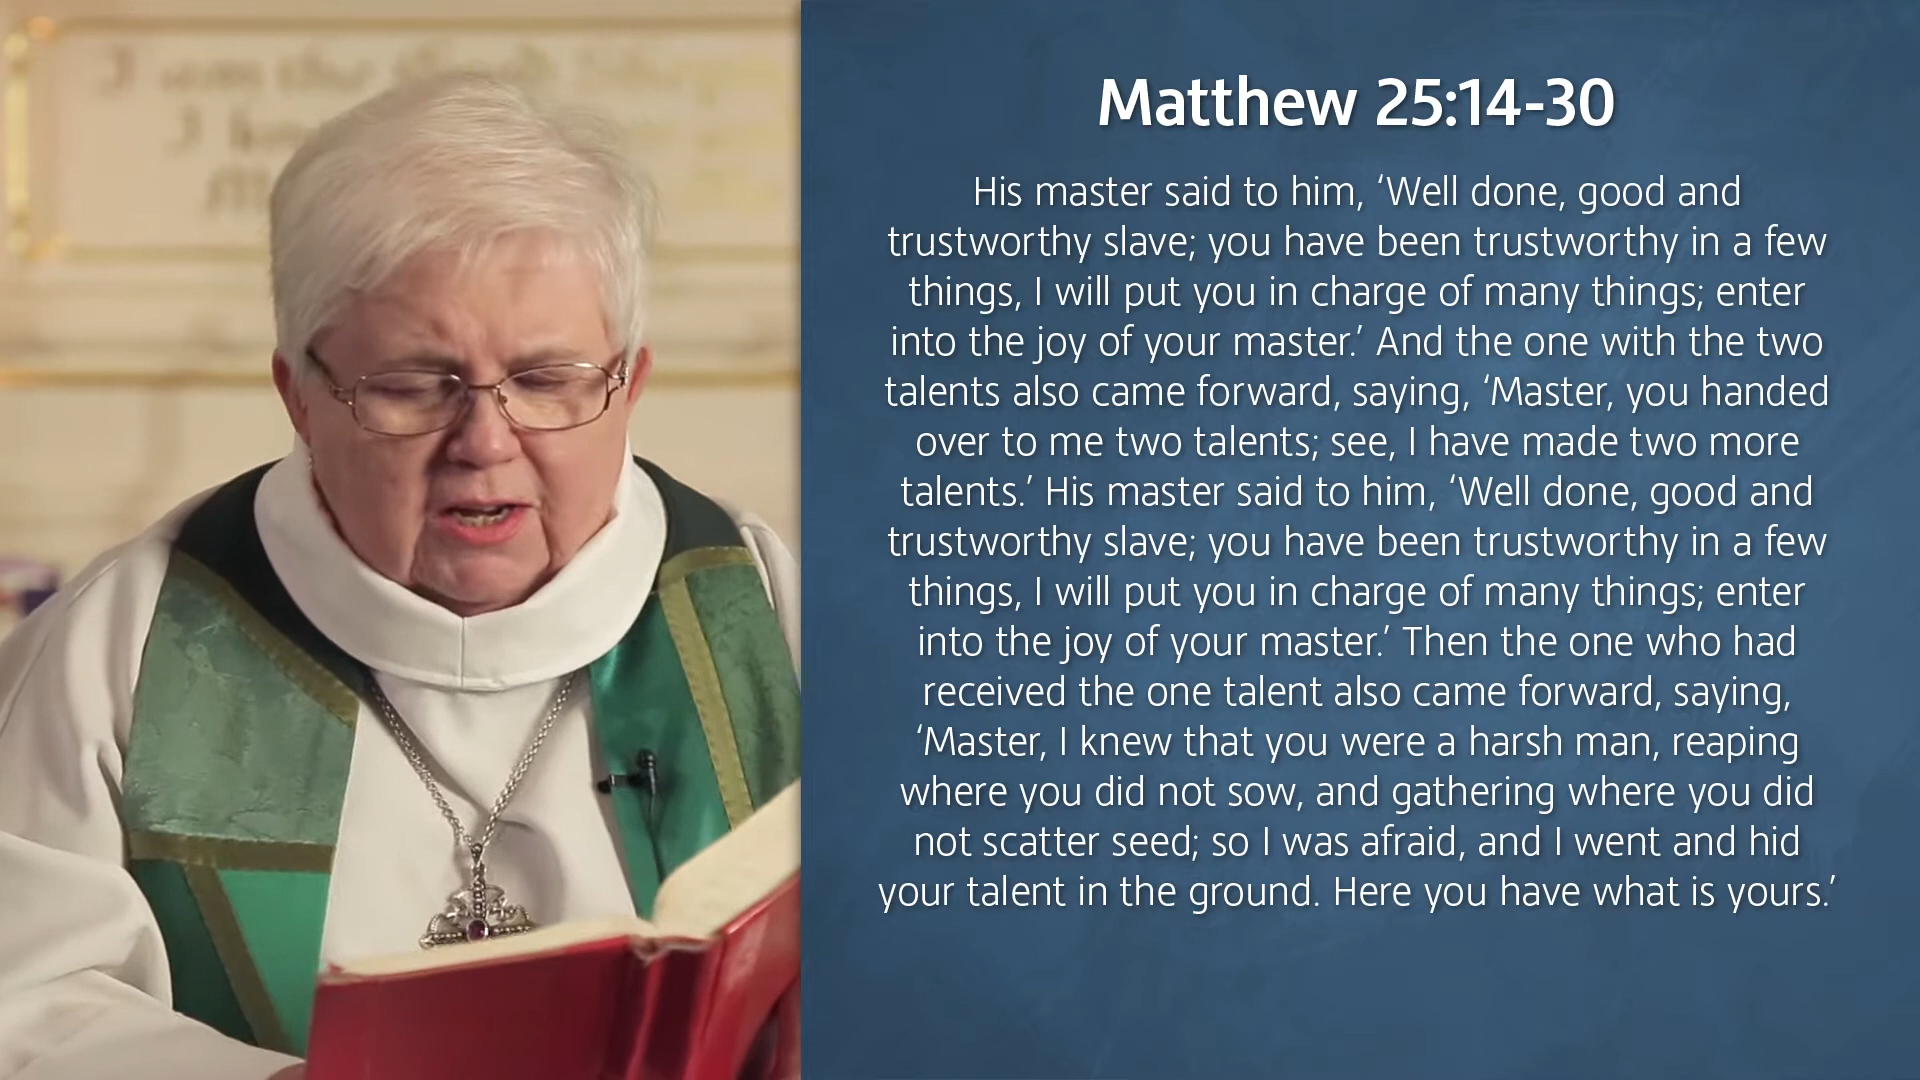 I am the Good Shep
I kn
Matthew 25:14-30
His master said to him, ‘Well done, good and
trustworthy slave; you have been trustworthy in a few
things, I will put you in charge of many things; enter
into the joy of your master.’ And the one with the two
talents also came forward, saying, ‘Master, you handed
over to me two talents; see, I have made two more
talents.’ His master said to him, ‘Well done, good and
trustworthy slave; you have been trustworthy in a few
things, I will put you in charge of many things; enter
into the joy of your master.’ Then the one who had
received the one talent also came forward, saying,
‘Master, I knew that you were a harsh man, reaping
where you did not sow, and gathering where you did
not scatter seed; so I was afraid, and I went and hid
your talent in the ground. Here you have what is yours.’